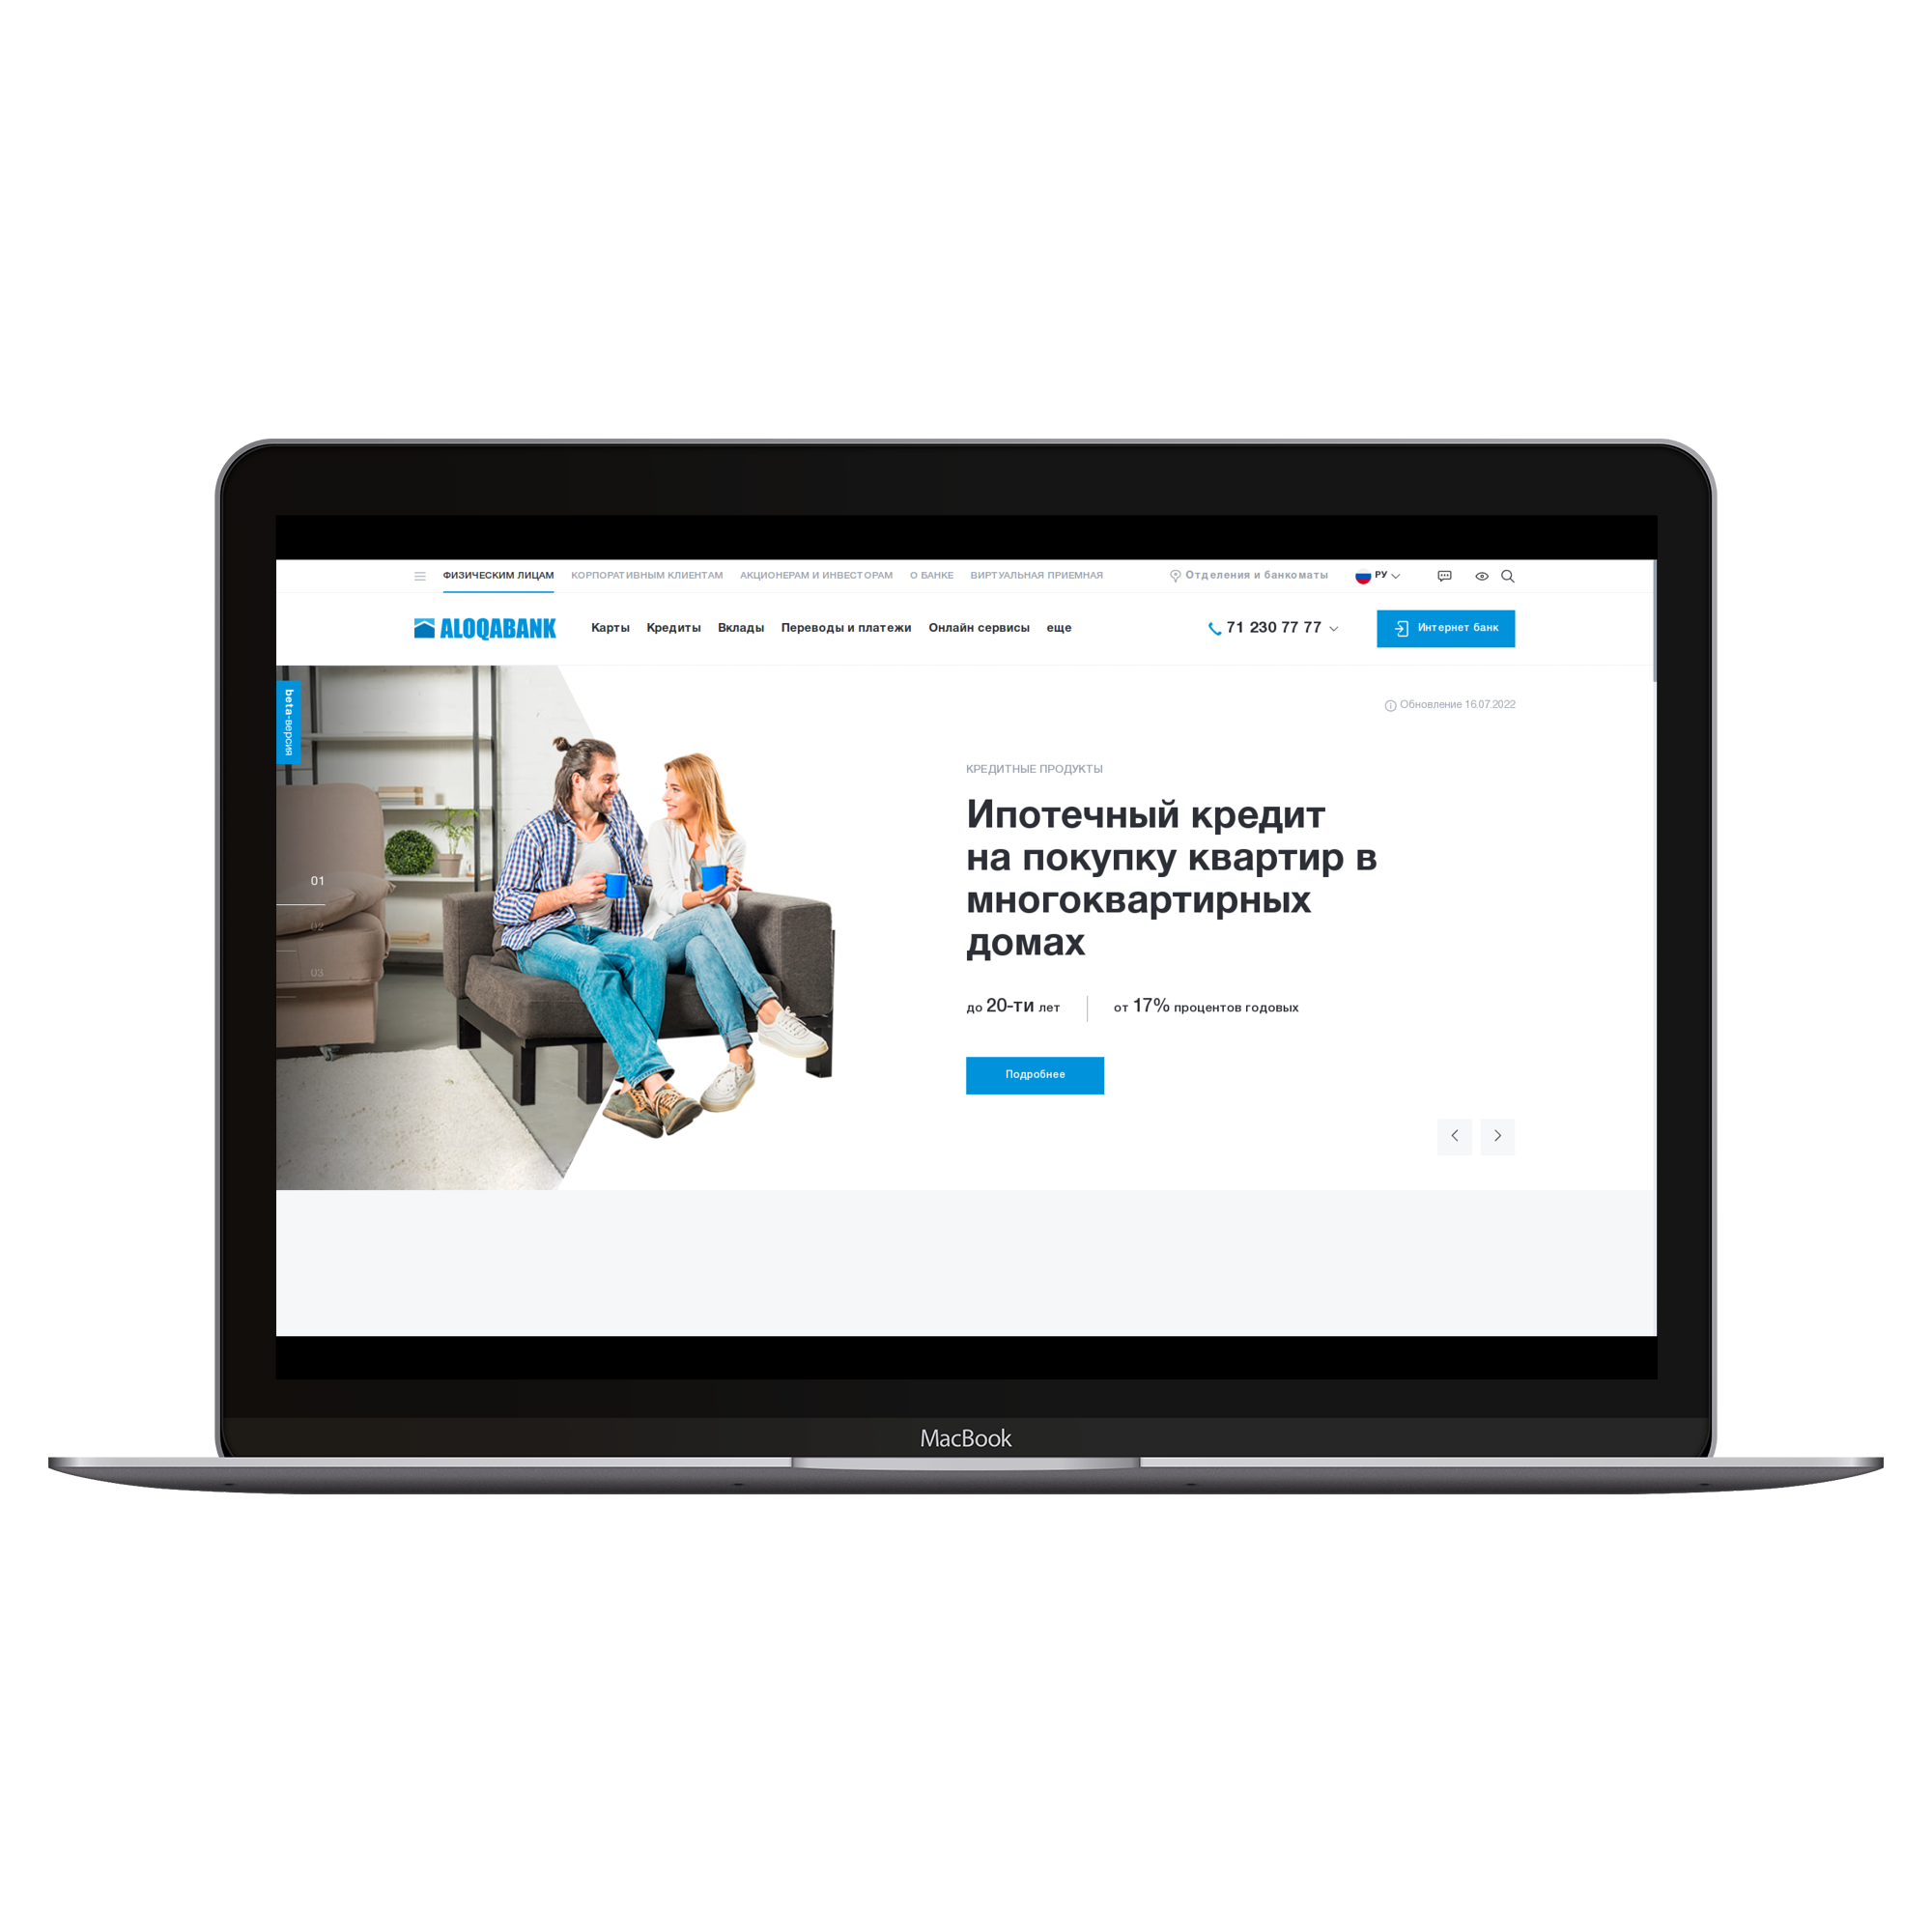 ФИЗИЧЕСКИМ ЛИЦАМ КОРПОРАТИВНЫМ КЛИЕНТАМ АКЦИОНЕРАМ И ИНВЕСТОРАМ О БАНКЕ ВИРТУАЛЬНАЯ ПРИЕМНАЯ Отделения и банкоматы РУ
ALOQABANK Карты Кредиты Вклады Переводы и платежи Онлайн сервисы еще 71 230 77 77 Интернет банк
beta-версия
Обновление 16.07.2022
КРЕДИТНЫЕ ПРОДУКТЫ
Ипотечный кредит
на покупку квартир в
многоквартирных
домах
01
02
03
до 20-ти лет от 17% процентов годовых
Подробнее
MacBook